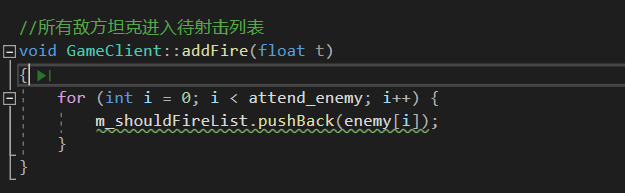 //所有敌方坦克进入待射击列表
void GameClient::addFire(float t)
{
for (int i = 0; i < attend_enemy; i++) {
m_shouldFireList.pushBack(enemy[i]);
}
}